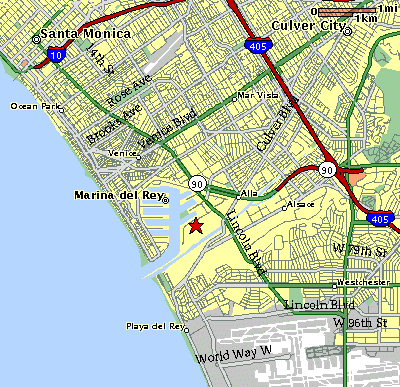 0 1mi
1km
Culver City
Santa Monica
405
10
14th St
Rose Ave
Mar Vista
Ocean Park
Brooks Ave
Venice Blvd
Culver Blvd
Venice
90
90
Marina del Rey
Alla
Alsace
405
Lincoln Blvd
W 79th St
Westchester
Lincoln Blvd
Playa del Rey
W 96th St
World Way W